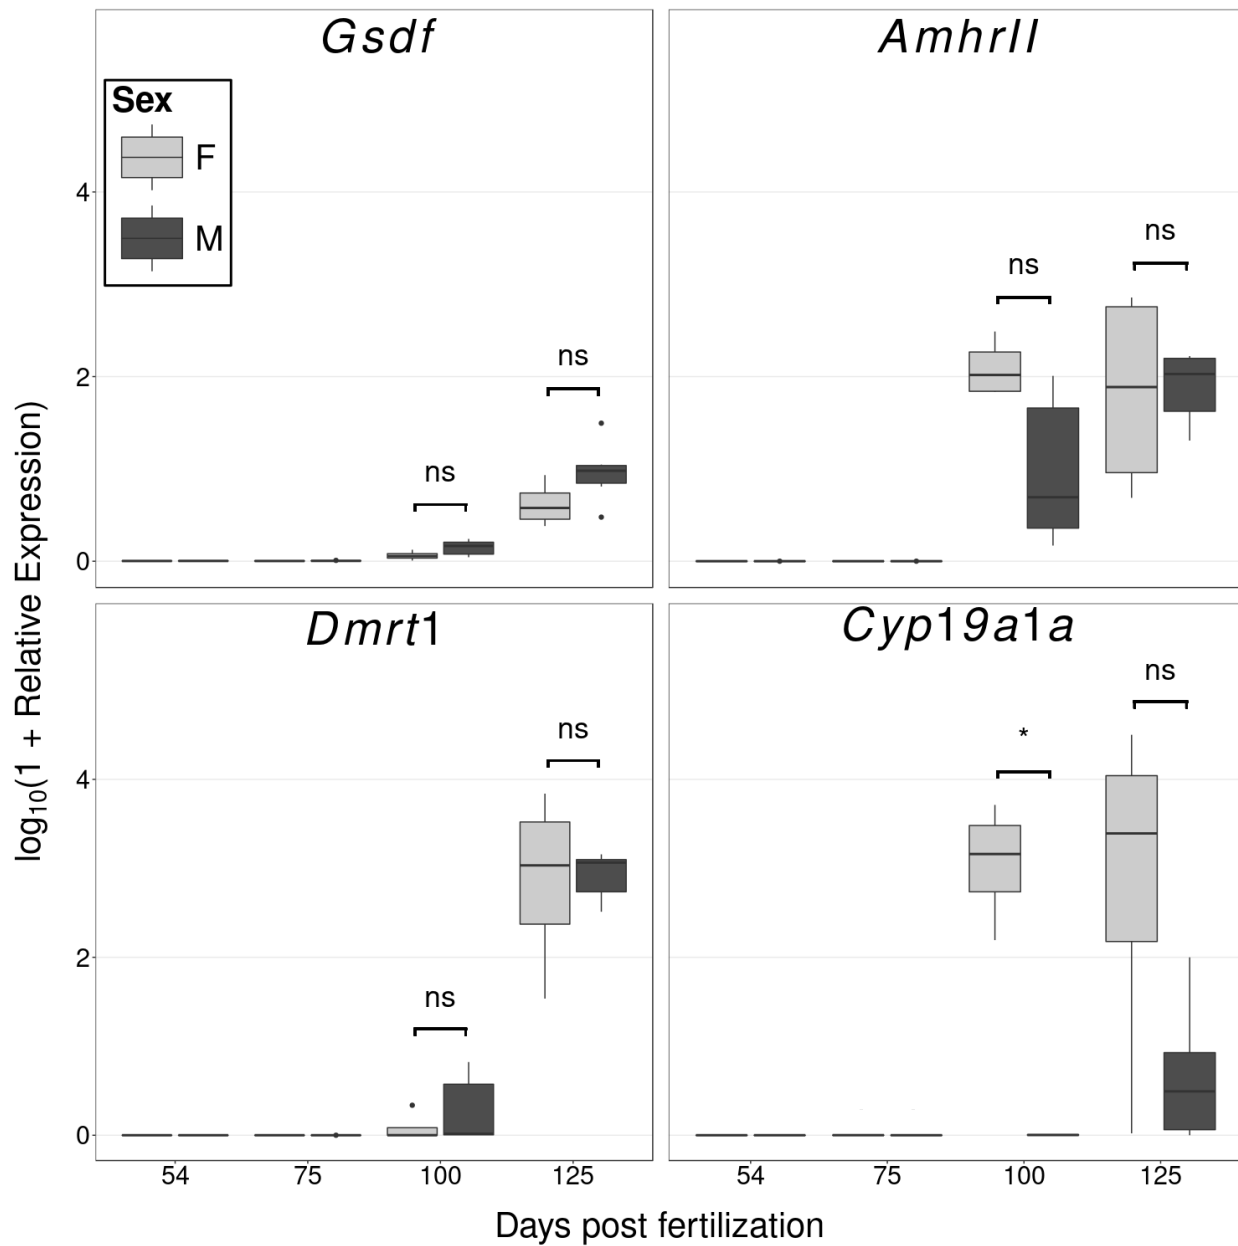 Gsdf
AmhrII
Sex
F
M
4
2
0
ns
ns
ns
ns
Dmrt1
Cyp19a1a
4
2
0
ns
ns
*
ns
54
75
100
125
54
75
100
125
log₁₀(1 + Relative Expression)
Days post fertilization